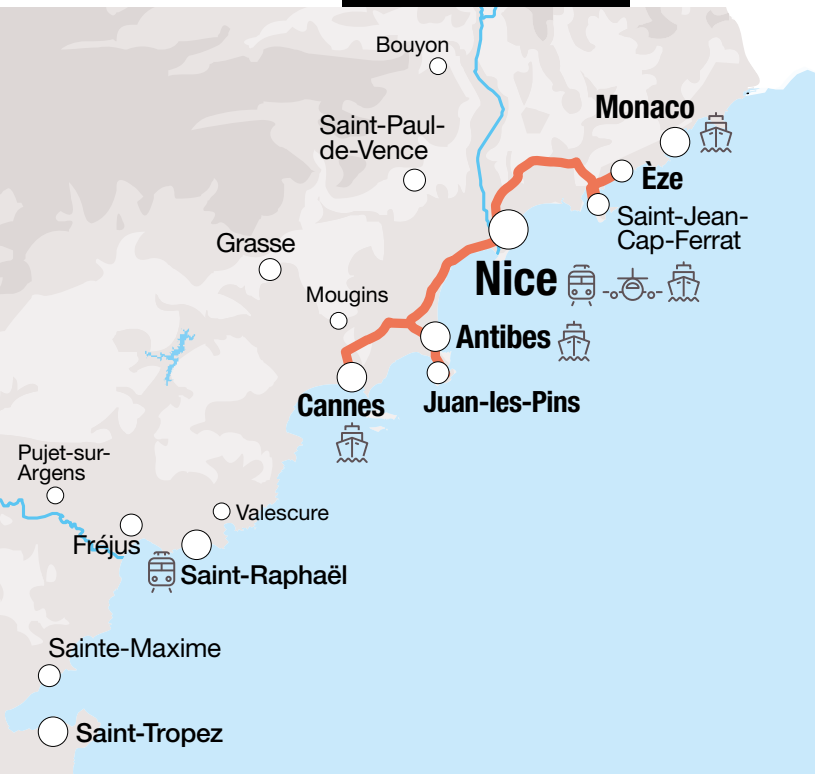 Bouyon
Monaco
Saint-Paul-
de-Vence
Èze
Saint-Jean-
Cap-Ferrat
Grasse
Nice
Mougins
Antibes
Cannes
Juan-les-Pins
Pujet-sur-
Argens
Valescure
Fréjus
Saint-Raphaël
Sainte-Maxime
Saint-Tropez